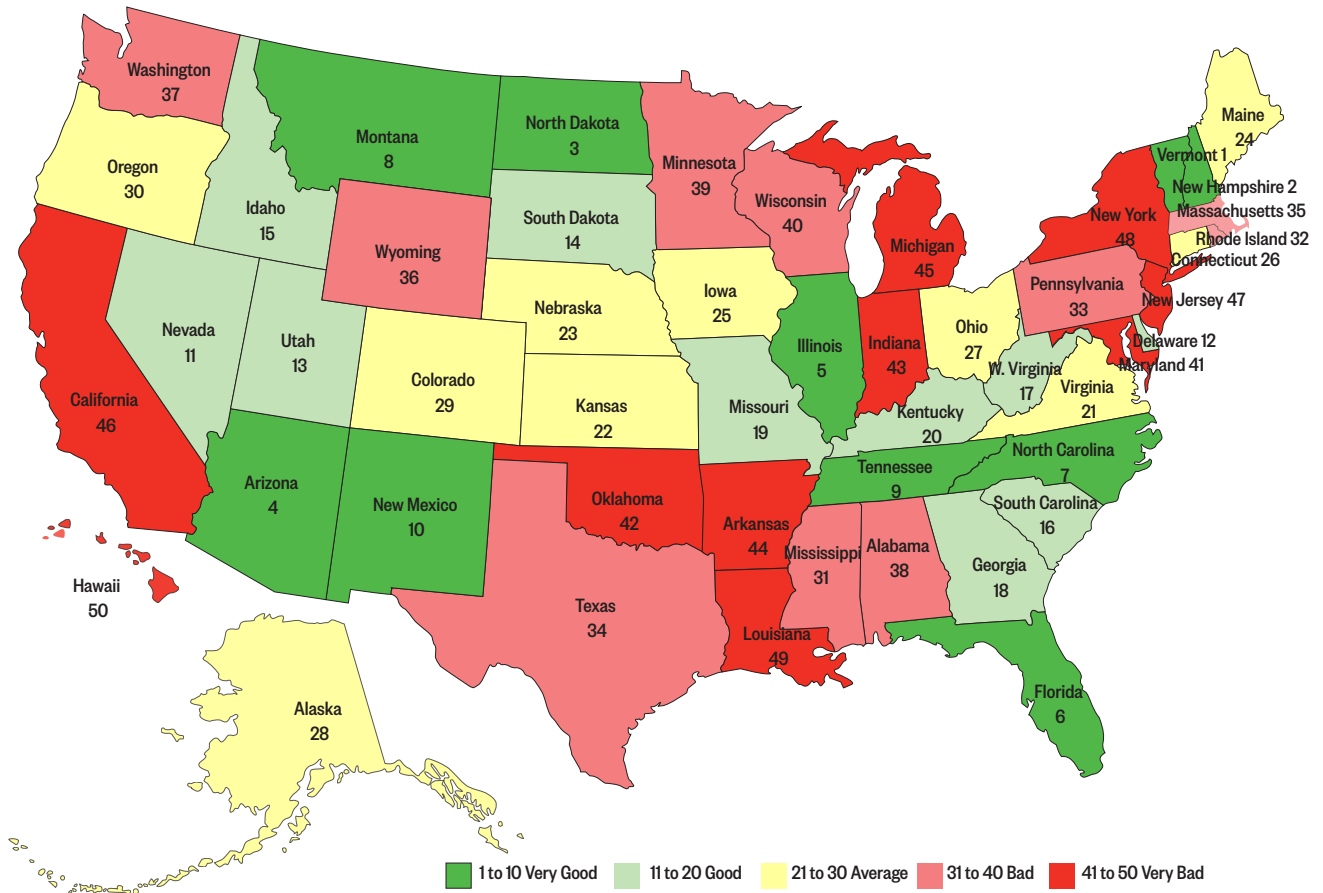 Washington
37
Montana
8
North Dakota
3
Minnesota
39
Maine
24
Oregon
30
Idaho
15
South Dakota
14
Wisconsin
40
Vermont 1
New Hampshire 2
Massachusetts 35
Wyoming
36
Michigan
45
New York
48
Rhode Island 32
Connecticut 26
Nebraska
23
Iowa
25
Pennsylvania
33
New Jersey 47
Nevada
11
Utah
13
Illinois
5
Indiana
43
Ohio
27
Delaware 12
Maryland 41
W. Virginia
17
Virginia
21
California
46
Colorado
29
Kansas
22
Missouri
19
Kentucky
20
Arizona
4
New Mexico
10
Oklahoma
42
Arkansas
44
Tennessee
9
North Carolina
7
South Carolina
16
Mississippi
31
Alabama
38
Georgia
18
Hawaii
50
Texas
34
Louisiana
49
Florida
6
Alaska
28
1 to 10 Very Good
11 to 20 Good
21 to 30 Average
31 to 40 Bad
41 to 50 Very Bad